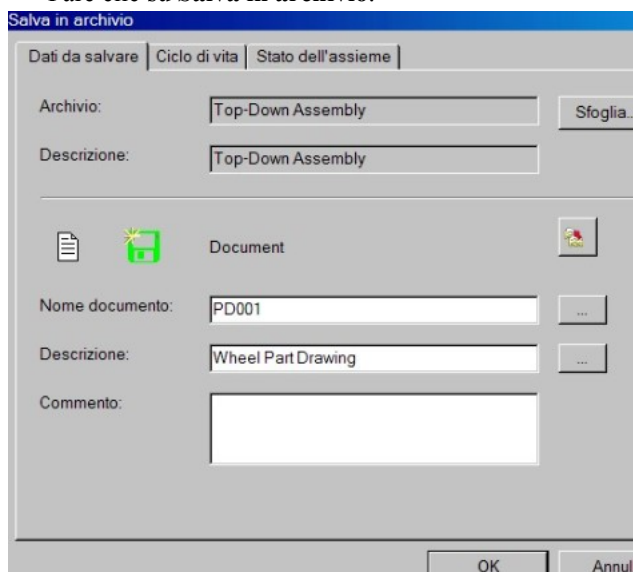 Salva in archivio
Dati da salvare Ciclo di vita Stato dell'assieme
Archivio: Top-Down Assembly Sfoglia..
Descrizione: Top-Down Assembly
Document
Nome documento: PD001 ...
Descrizione: Wheel Part Drawing ...
Commento:
OK Annul